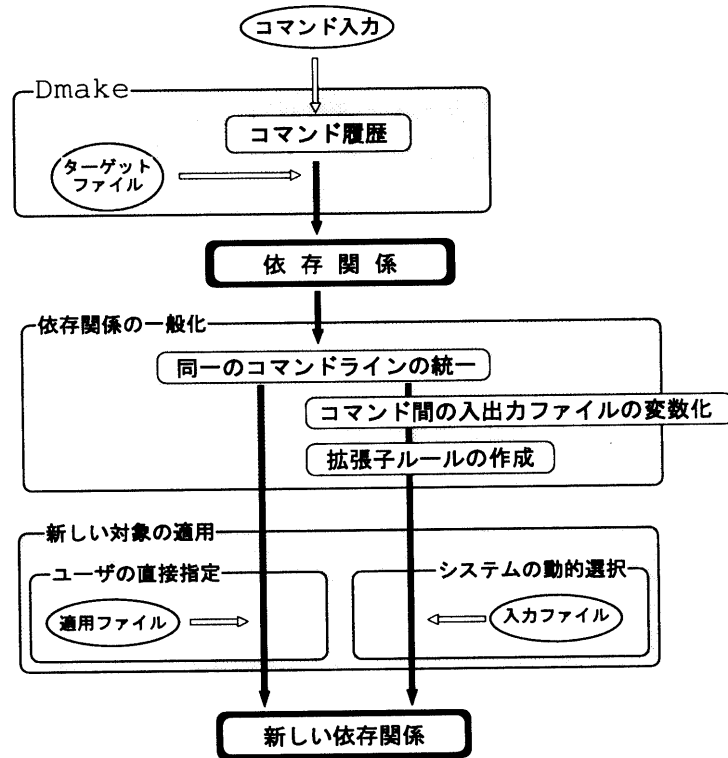 コマンド入力
Dmake
コマンド履歴
ターゲット
ファイル
依存関係
依存関係の一般化
同一のコマンドラインの統一
コマンド間の入出力ファイルの変数化
拡張子ルールの作成
新しい対象の適用
ユーザの直接指定
システムの動的選択
適用ファイル
入力ファイル
新しい依存関係